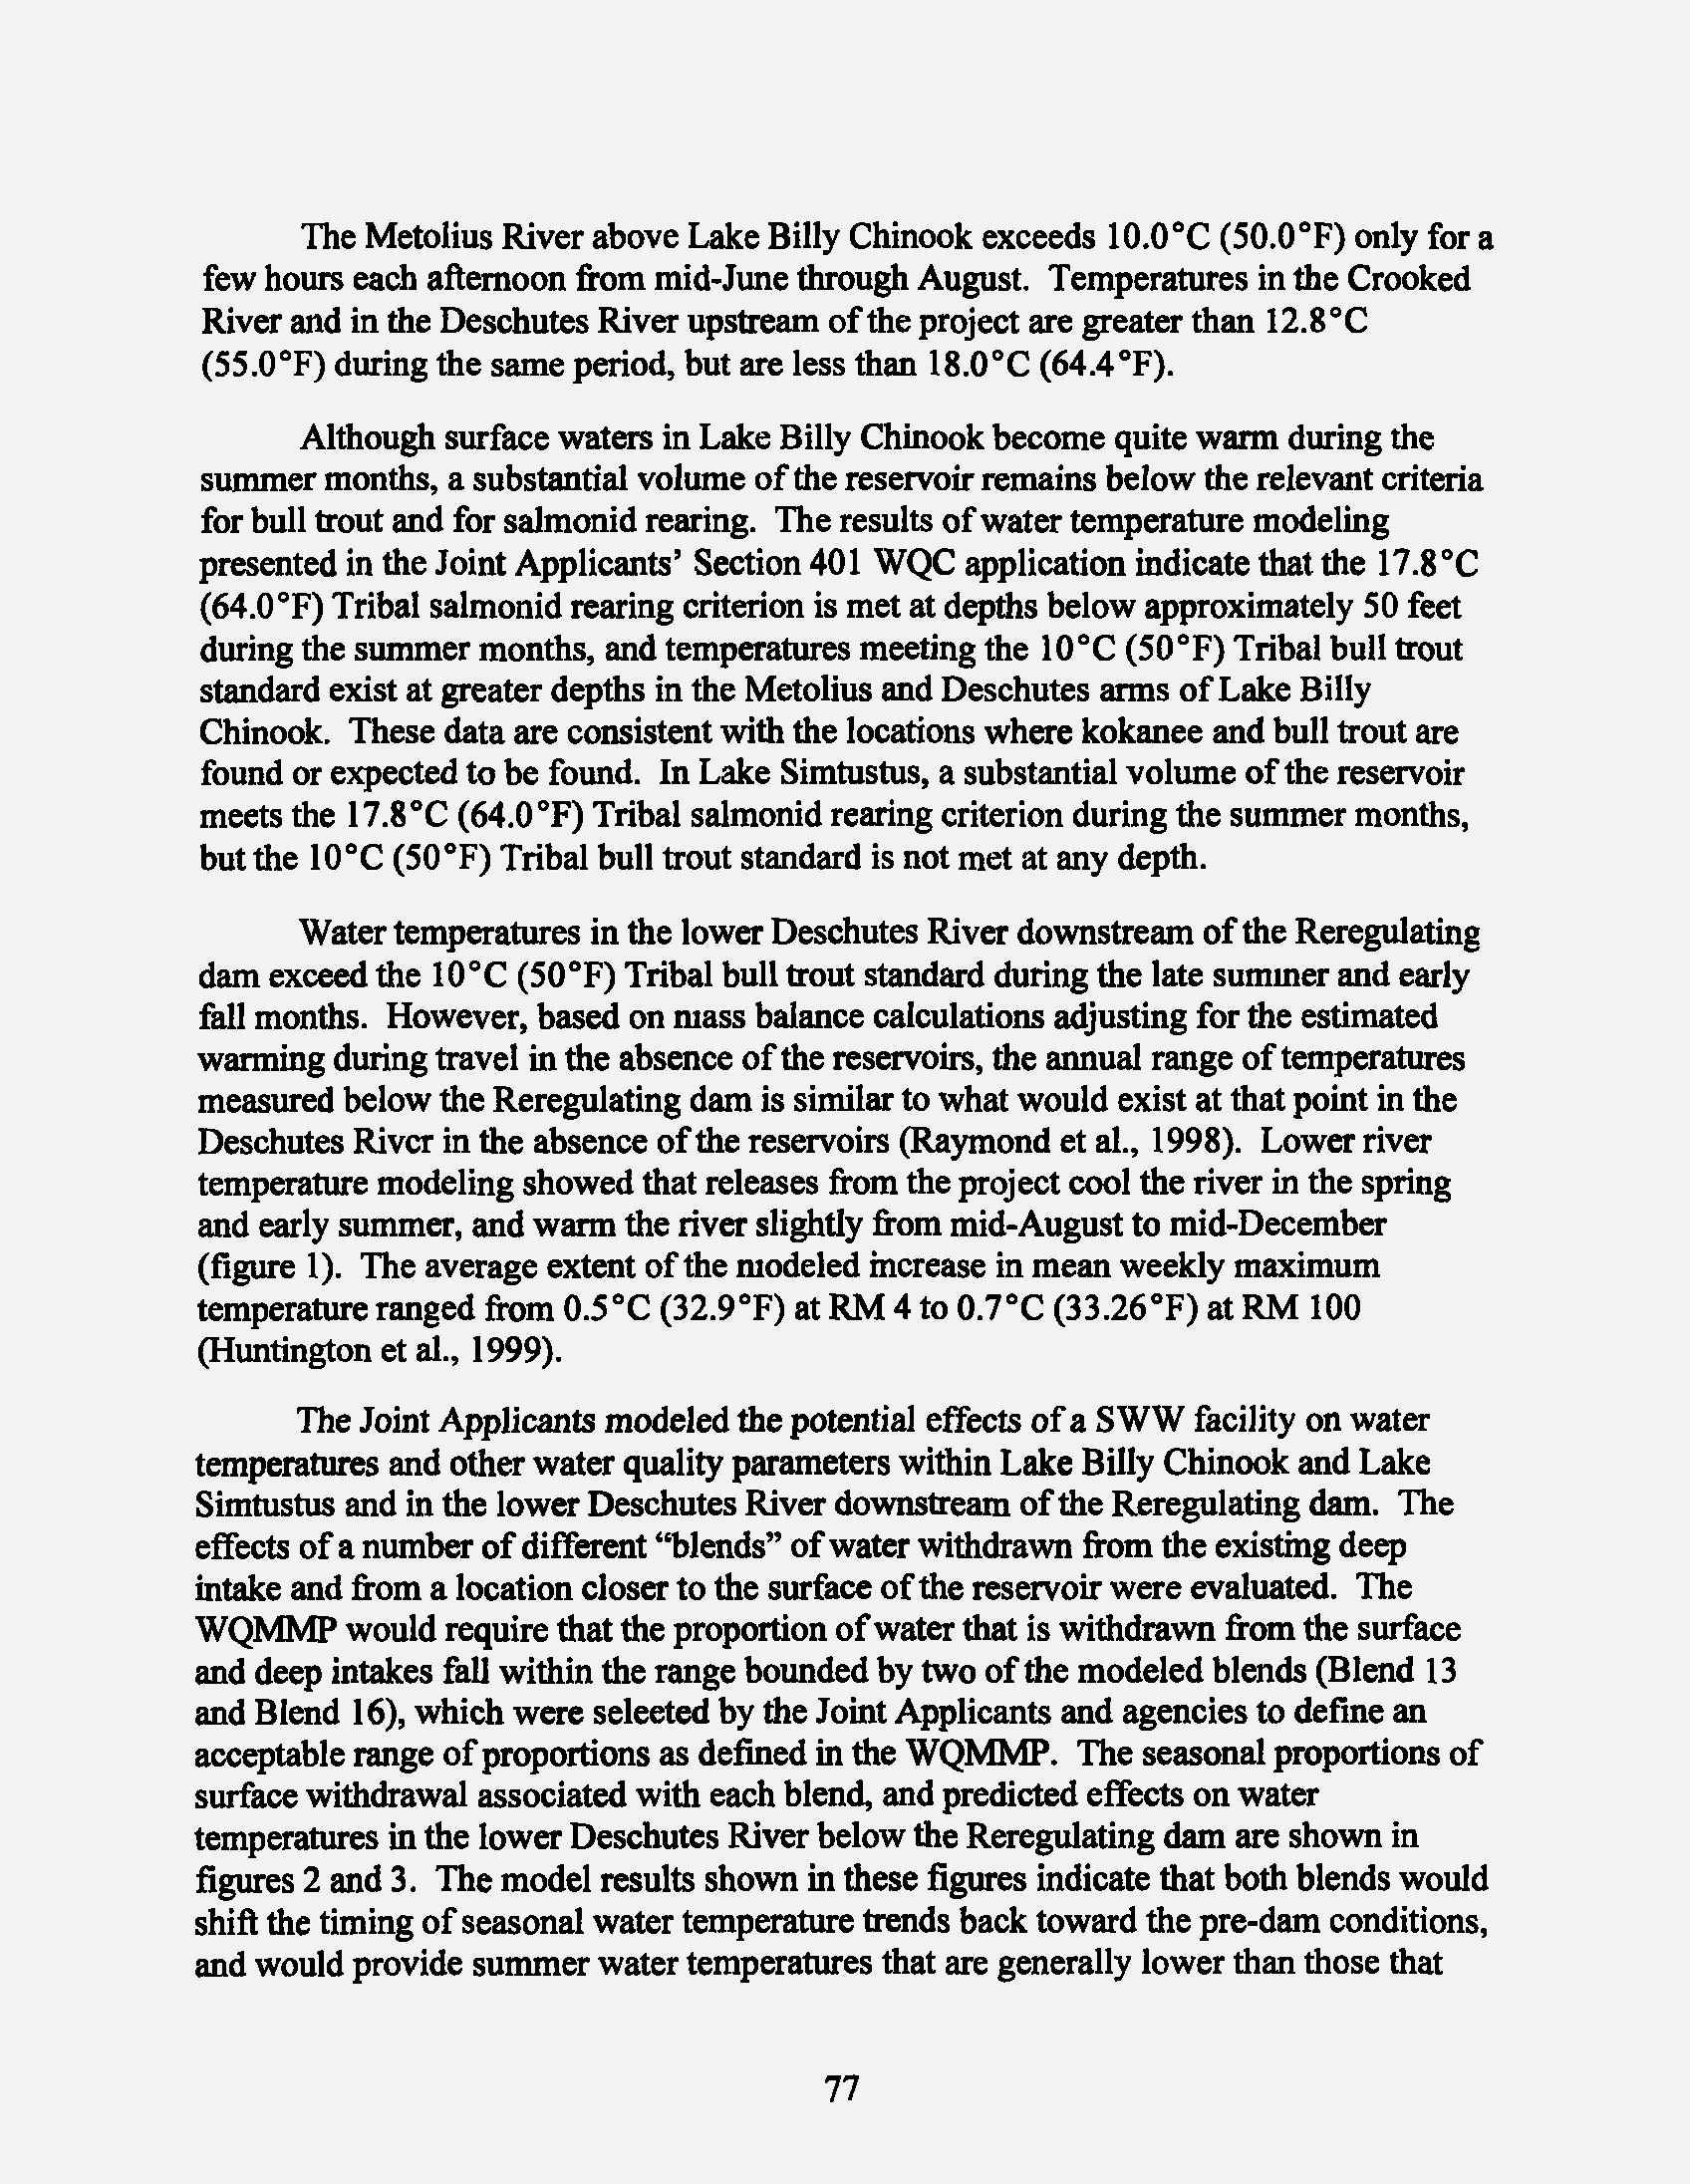 The Metolius River above Lake Billy Chinook exceeds 10.0°C (50.0°F) only for a
few hours each afternoon from mid-June through August.  Temperatures in the Crooked
River and in the Deschutes River upstream of the project are greater than 12.8°C
(55.0°F) during the same period, but are less than 18.0°C (64.4°F).
Although surface waters in Lake Billy Chinook become quite warm during the
summer months, a substantial volume of the reservoir remains below the relevant criteria
for bull trout and for salmonid rearing.  The results of water temperature modeling
presented in the Joint Applicants’ Section 401 WQC application indicate that the 17.8°C
(64.0°F) Tribal salmonid rearing criterion is met at depths below approximately 50 feet
during the summer months, and temperatures meeting the 10°C (50°F) Tribal bull trout
standard exist at greater depths in the Metolius and Deschutes arms of Lake Billy
Chinook.  These data are consistent with the locations where kokanee and bull trout are
found or expected to be found.  In Lake Simtustus, a substantial volume of the reservoir
meets the 17.8°C (64.0°F) Tribal salmonid rearing criterion during the summer months,
but the 10°C (50°F) Tribal bull trout standard is not met at any depth.
Water temperatures in the lower Deschutes River downstream of the Reregulating
dam exceed the 10°C (50°F) Tribal bull trout standard during the late summer and early
fall months.  However, based on mass balance calculations adjusting for the estimated
warming during travel in the absence of the reservoirs, the annual range of temperatures
measured below the Reregulating dam is similar to what would exist at that point in the
Deschutes River in the absence of the reservoirs (Raymond et al., 1998).  Lower river
temperature modeling showed that releases from the project cool the river in the spring
and early summer, and warm the river slightly from mid-August to mid-December
(figure 1).  The average extent of the modeled increase in mean weekly maximum
temperature ranged from 0.5°C (32.9°F) at RM 4 to 0.7°C (33.26°F) at RM 100
(Huntington et al., 1999).
The Joint Applicants modeled the potential effects of a SWW facility on water
temperatures and other water quality parameters within Lake Billy Chinook and Lake
Simtustus and in the lower Deschutes River downstream of the Reregulating dam.  The
effects of a number of different “blends” of water withdrawn from the existing deep
intake and from a location closer to the surface of the reservoir were evaluated.  The
WQMMP would require that the proportion of water that is withdrawn from the surface
and deep intakes fall within the range bounded by two of the modeled blends (Blend 13
and Blend 16), which were selected by the Joint Applicants and agencies to define an
acceptable range of proportions as defined in the WQMMP.  The seasonal proportions of
surface withdrawal associated with each blend, and predicted effects on water
temperatures in the lower Deschutes River below the Reregulating dam are shown in
figures 2 and 3.  The model results shown in these figures indicate that both blends would
shift the timing of seasonal water temperature trends back toward the pre-dam conditions,
and would provide summer water temperatures that are generally lower than those that
77